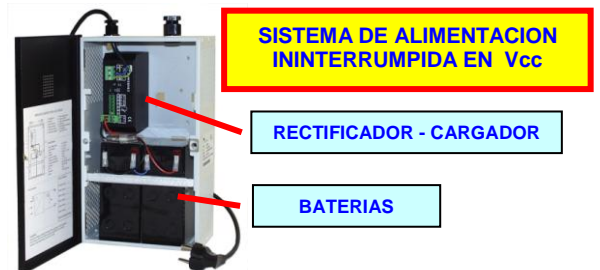 SISTEMA DE ALIMENTACION
ININTERRUMPIDA EN Vcc
RECTIFICADOR - CARGADOR
BATERIAS